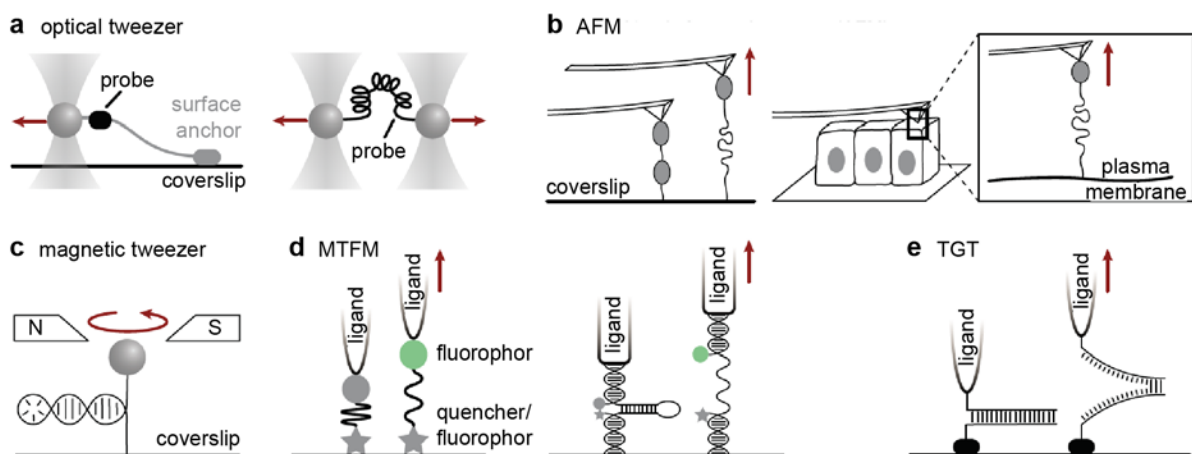 a optical tweezer
probe
surface
anchor
coverslip
probe
b AFM
coverslip
plasma
membrane
c magnetic tweezer
N
S
coverslip
d MTFM
ligand
ligand
fluorophor
quencher/
fluorophor
ligand
ligand
e TGT
ligand
ligand